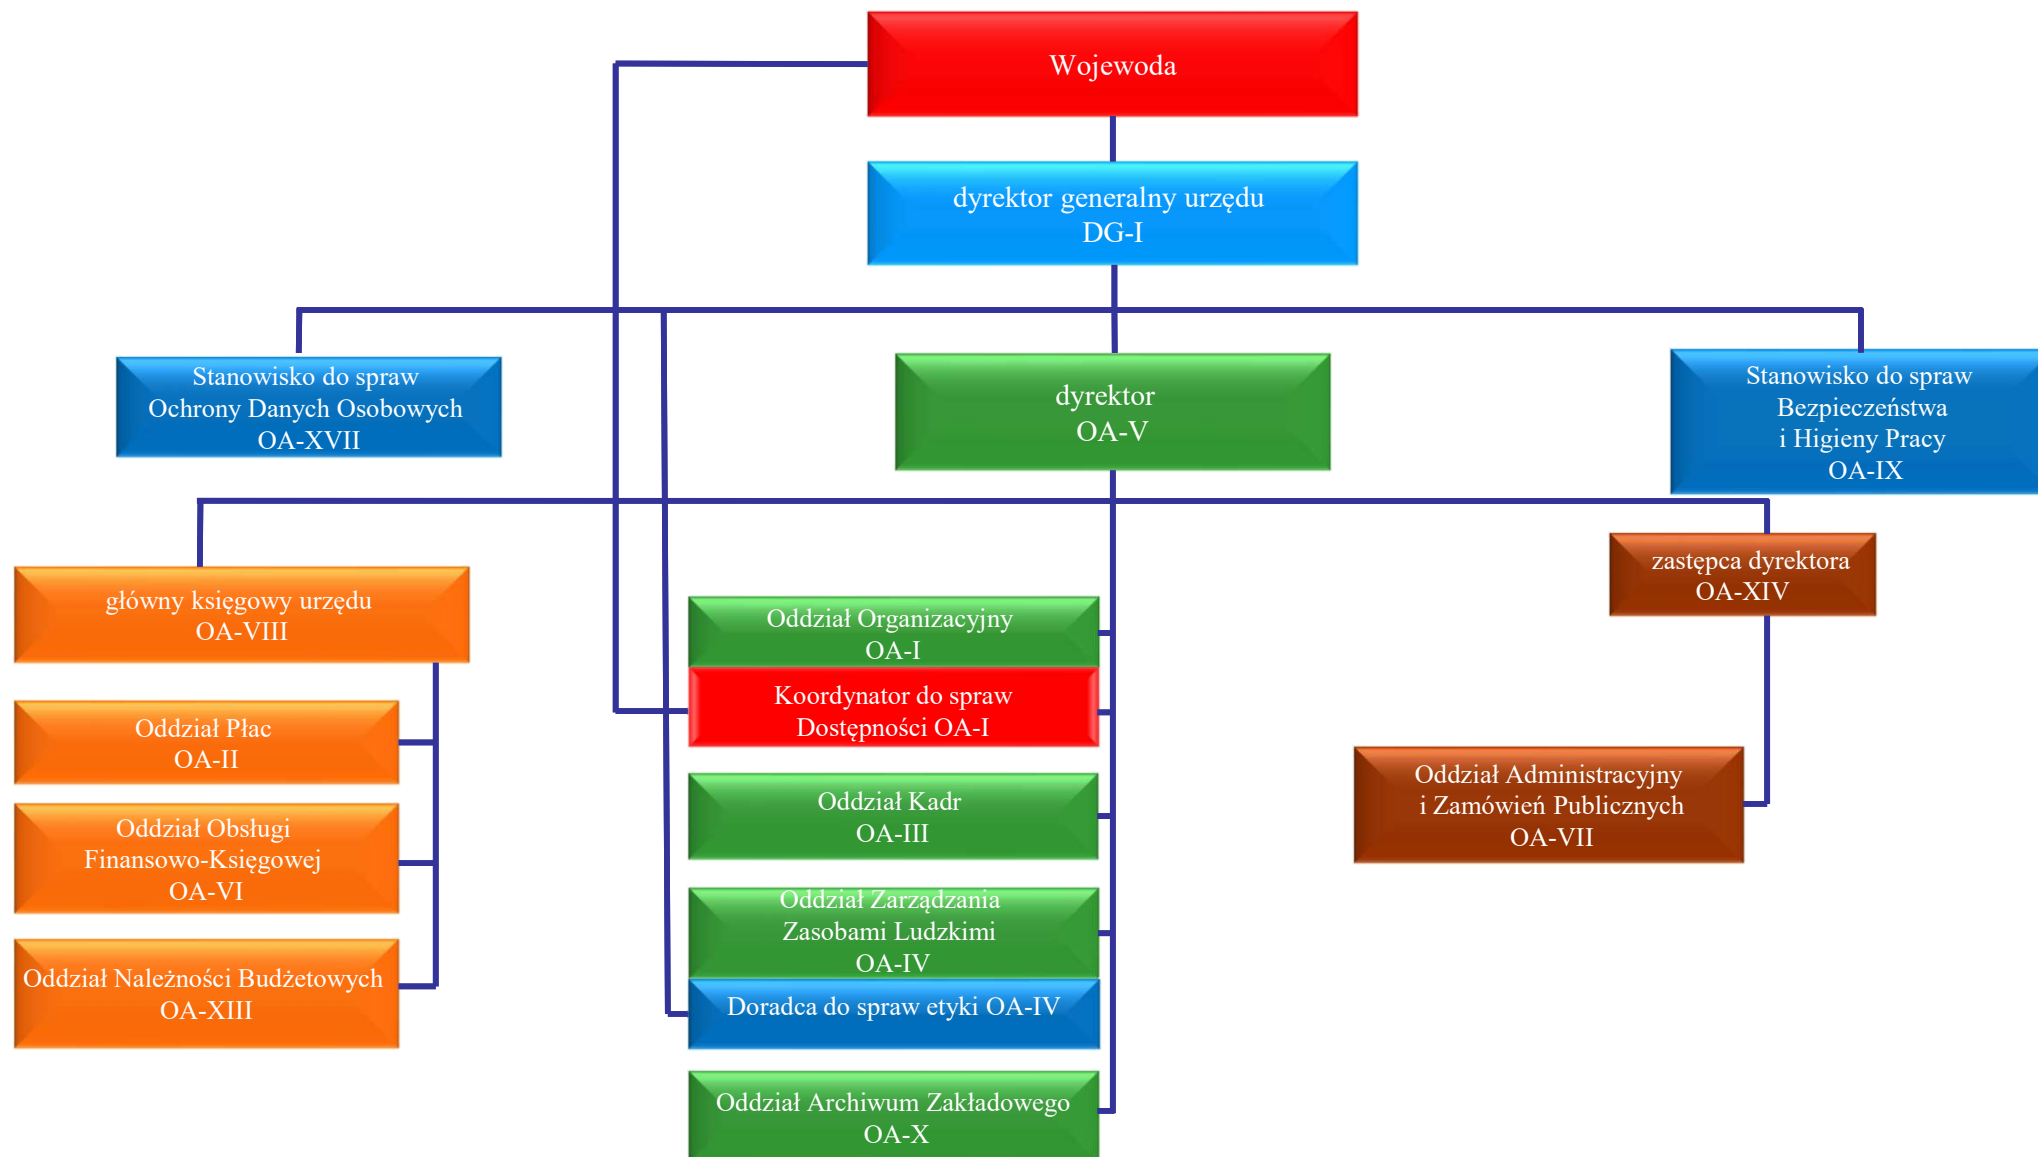 Wojewoda
dyrektor generalny urzędu
DG-I
Stanowisko do spraw
Ochrony Danych Osobowych
OA-XVII
dyrektor
OA-V
Stanowisko do spraw
Bezpieczeństwa
i Higieny Pracy
OA-IX
główny księgowy urzędu
OA-VIII
Oddział Płac
OA-II
Oddział Obsługi
Finansowo-Księgowej
OA-VI
Oddział Należności Budżetowych
OA-XIII
Oddział Organizacyjny
OA-I
Koordynator do spraw
Dostępności OA-I
Oddział Kadr
OA-III
Oddział Zarządzania
Zasobami Ludzkimi
OA-IV
Doradca do spraw etyki OA-IV
Oddział Archiwum Zakładowego
OA-X
zastępca dyrektora
OA-XIV
Oddział Administracyjny
i Zamówień Publicznych
OA-VII